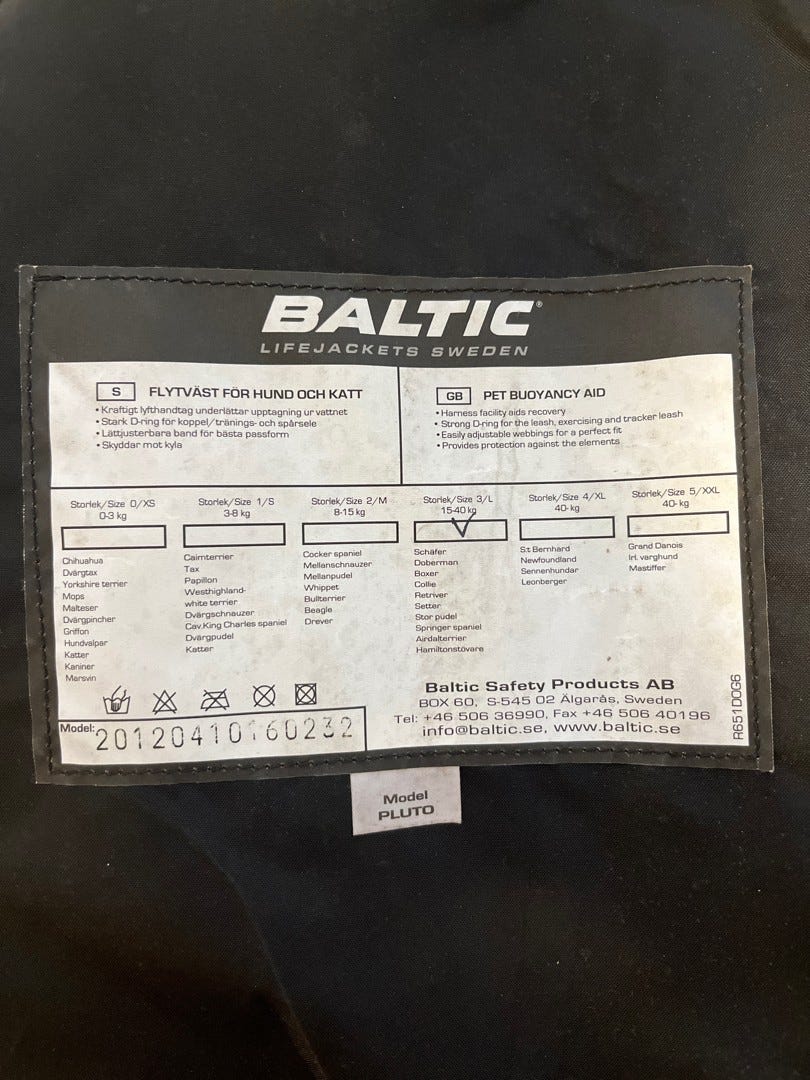 BALTIC®
LIFEJACKETS SWEDEN
S FLYTVÄST FÖR HUND OCH KATT
• Kraftigt lyfthandtag underlättar upptagning ur vattnet
• Stark D-ring för koppel/tränings- och spårsele
• Lättjusterbara band för bästa passform
• Skyddar mot kyla
GB PET BUOYANCY AID
• Harness facility aids recovery
• Strong D-ring for the leash, exercising and tracker leash
• Easily adjustable webbings for a perfect fit
• Provides protection against the elements
Storlek/Size 0/XS
0-3 kg
Chihuahua
Dvärgtax
Yorkshire terrier
Mops
Malteser
Dvärgpincher
Griffon
Hundvalpar
Katter
Kaniner
Marsvin
Storlek/Size 1/S
3-8 kg
Cairnterrier
Tax
Papillon
Westhighland-
white terrier
Dvärgschnauzer
Cav.King Charles spaniel
Dvärgpudel
Katter
Storlek/Size 2/M
8-15 kg
Cocker spaniel
Mellanschnauzer
Mellanpudel
Whippet
Bullterrier
Beagle
Drever
Storlek/Size 3/L
15-40 kg
Schäfer
Doberman
Boxer
Collie
Retriver
Setter
Stor pudel
Springer spaniel
Airdalterrier
Hamiltonstövare
Storlek/Size 4/XL
40- kg
S:t Bernhard
Newfoundland
Sennenhundar
Leonberger
Storlek/Size 5/XXL
40- kg
Grand Danois
Irl. varghund
Mastiffer
Model: 20120410160232
Baltic Safety Products AB
BOX 60, S-545 02 Älgarås, Sweden
Tel: +46 506 36990, Fax +46 506 40196
info@baltic.se, www.baltic.se
R651DOG6
Model
PLUTO